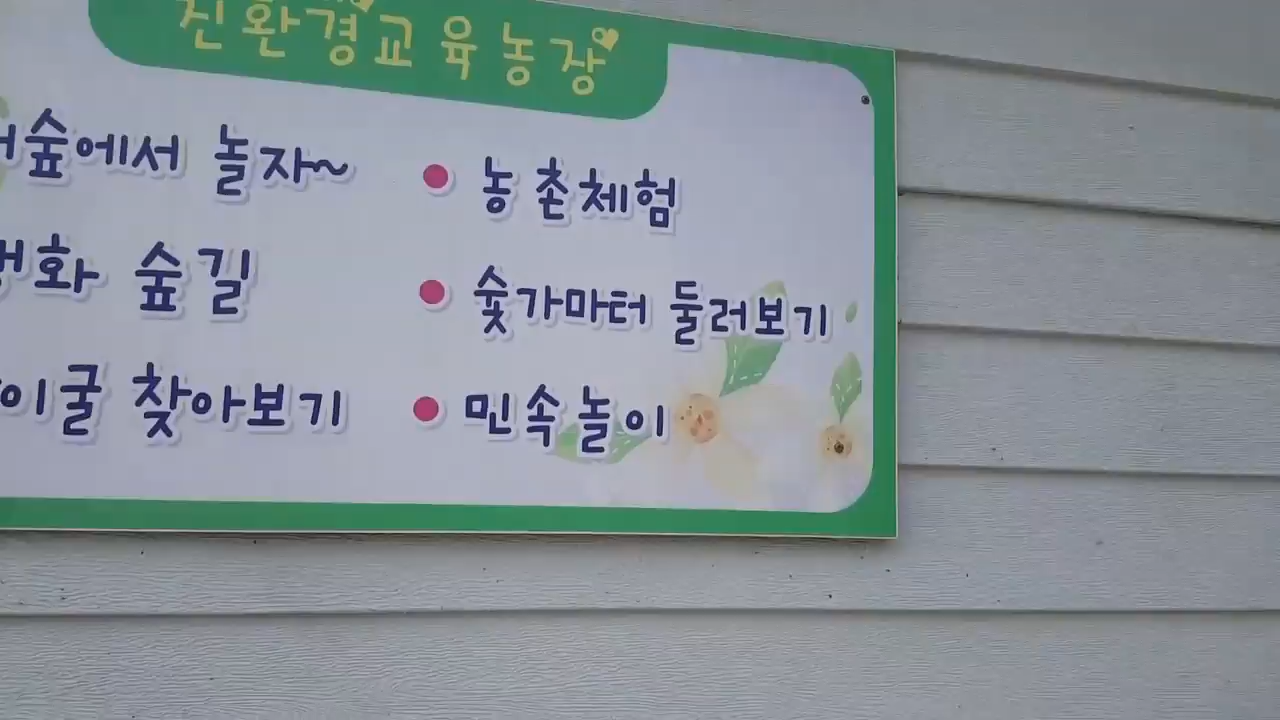 친환경교육농장
숲에서 놀자~
화 숲길
이굴 찾아보기
농촌체험
숯가마터 둘러보기
민속놀이